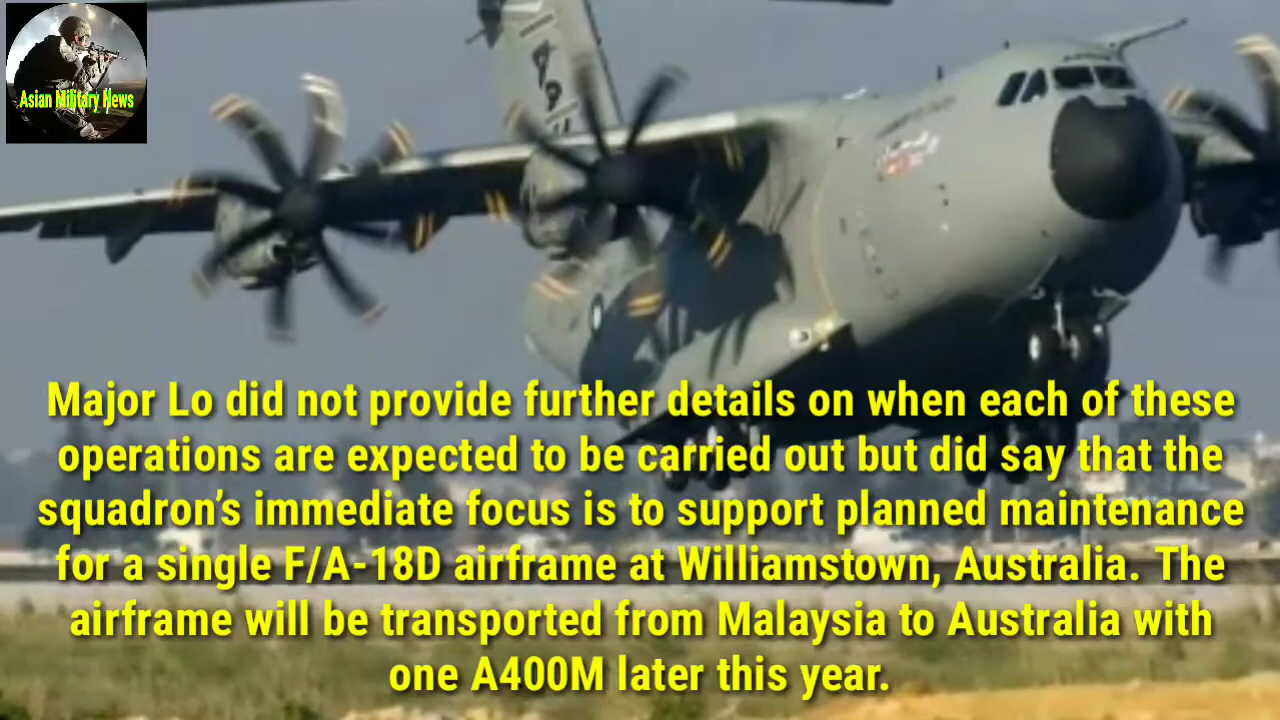 Asian Military News
Major Lo did not provide further details on when each of these
operations are expected to be carried out but did say that the
squadron’s immediate focus is to support planned maintenance
for a single F/A-18D airframe at Williamstown, Australia. The
airframe will be transported from Malaysia to Australia with
one A400M later this year.